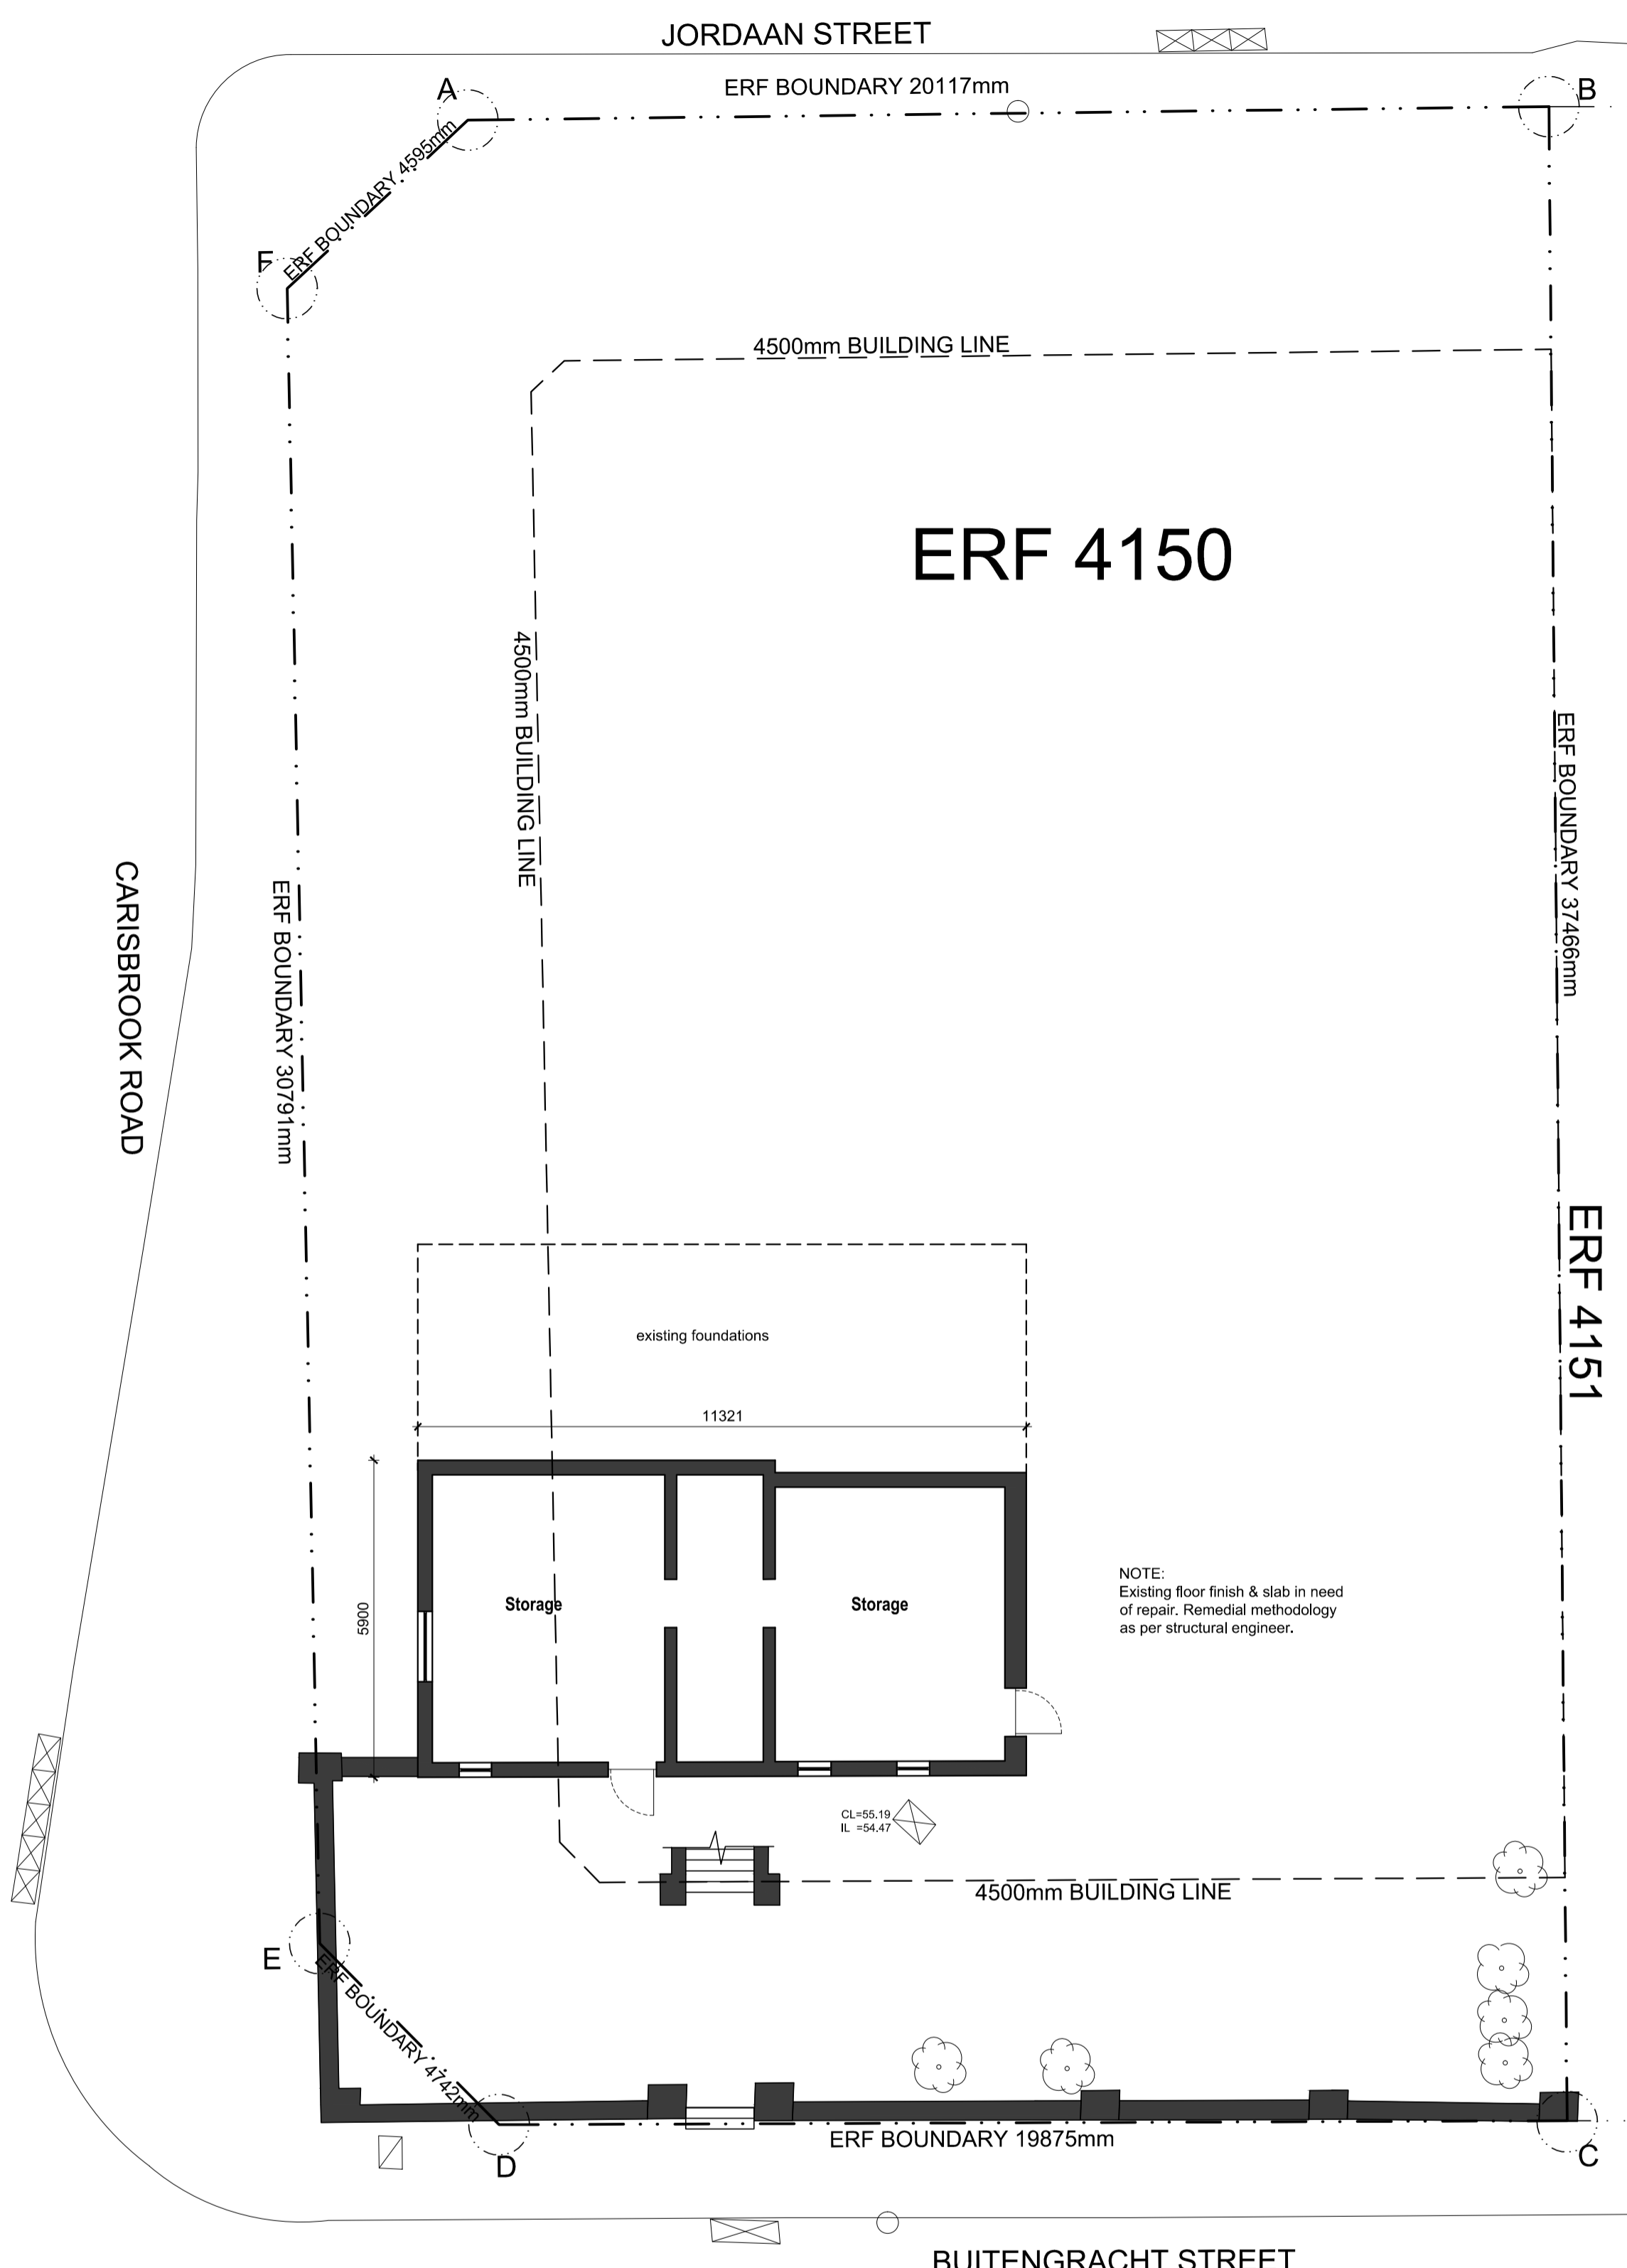 JORDAAN STREET
ERF BOUNDARY 20117mm
A
B
ERF BOUNDARY 4595mm
F
4500mm BUILDING LINE
ERF 4150
4500mm BUILDING LINE
ERF BOUNDARY 37466mm
CARISBROOK ROAD
ERF BOUNDARY 30791mm
ERF 4151
existing foundations
11321
5900
Storage
Storage
NOTE:
Existing floor finish & slab in need
of repair. Remedial methodology
as per structural engineer.
CL=55.19
IL =54.47
4500mm BUILDING LINE
E
ERF BOUNDARY 4742mm
ERF BOUNDARY 19875mm
D
C
BUITENGRACHT STREET